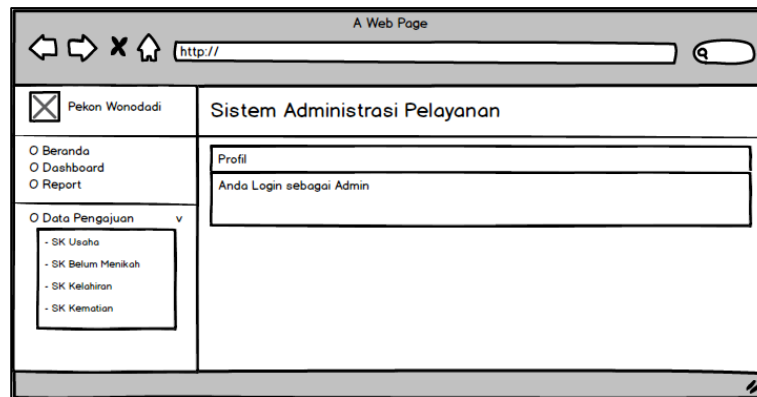 A Web Page
http://
Pekon Wonodadi
Sistem Administrasi Pelayanan
O Beranda
O Dashboard
O Report
Profil
Anda Login sebagai Admin
O Data Pengajuan v
- SK Usaha
- SK Belum Menikah
- SK Kelahiran
- SK Kematian